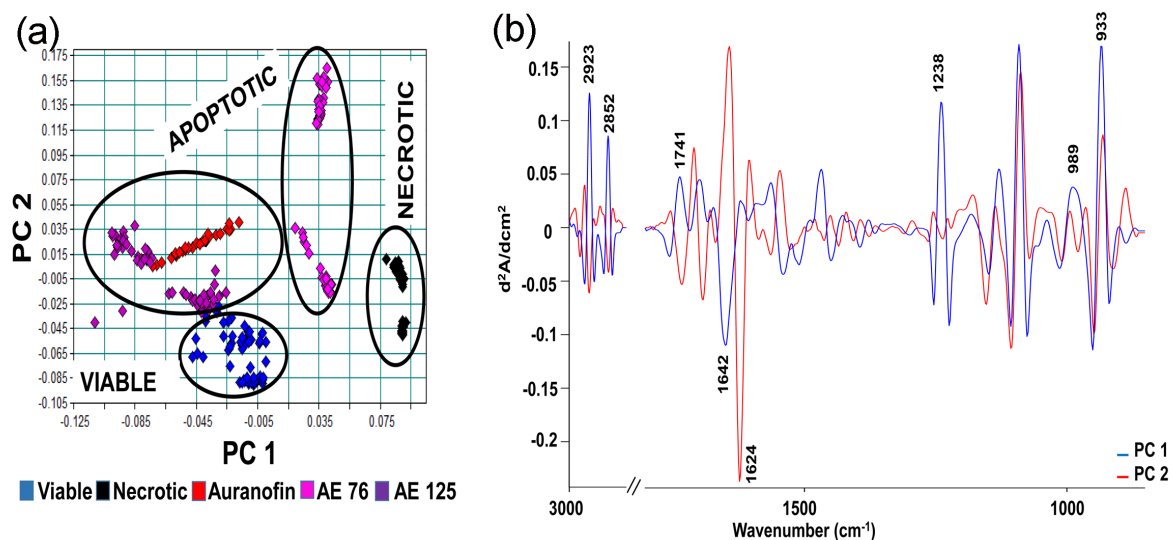 (a)
PC 2
0.175
0.155
0.135
0.115
0.095
0.075
0.055
0.035
0.015
-0.005
-0.025
-0.045
-0.065
-0.085
-0.105
APOPTOTIC
NECROTIC
VIABLE
-0.125 -0.085 -0.045 -0.005 0.035 0.075
PC 1
Viable Necrotic Auranofin AE 76 AE 125
(b)
d²A/dcm²
0.15
0.1
0.05
0
-0.05
-0.1
-0.15
-0.2
2923
2852
1741
1642
1624
1238
989
933
PC 1
PC 2
3000 // 1500 1000
Wavenumber (cm⁻¹)